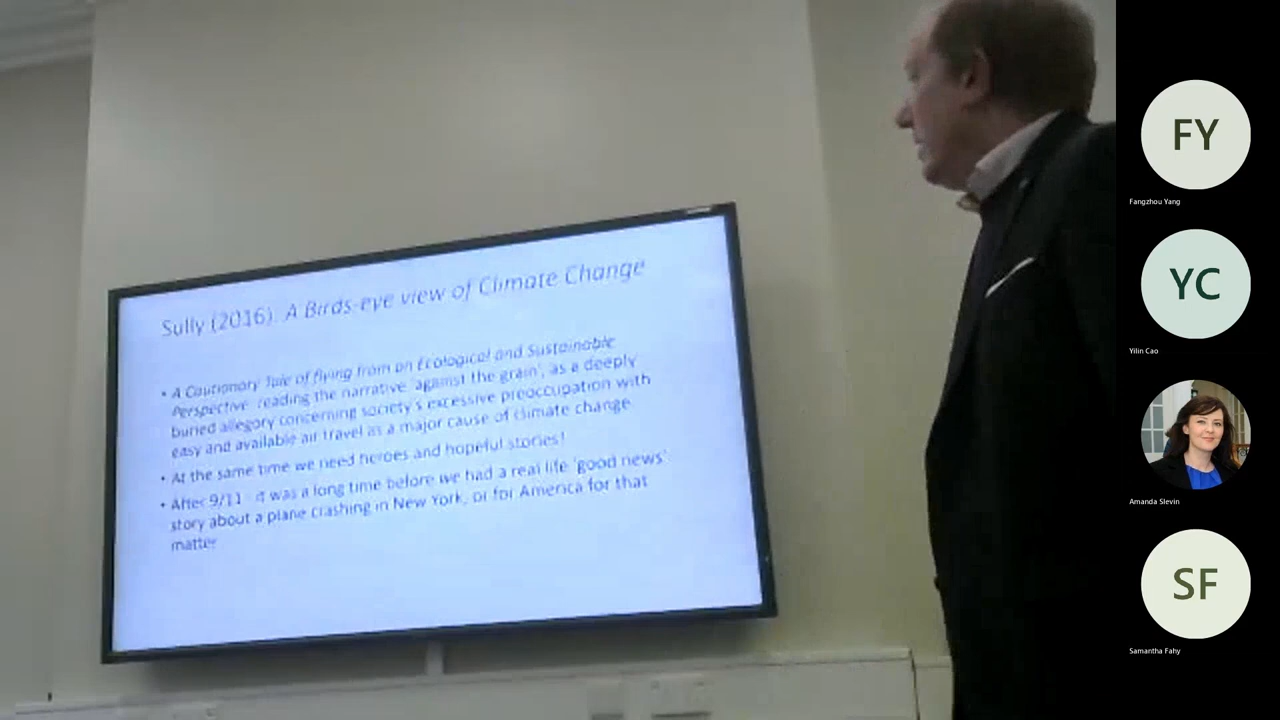 Sully (2016). A Birds-eye view of Climate Change
• A Cautionary Tale of flying from an Ecological and Sustainable
Perspective reading the narrative 'against the grain', as a deeply
buried allegory concerning society's excessive preoccupation with
easy and available air travel as a major cause of climate change
• At the same time we need heroes and hopeful stories!
• After 9/11 it was a long time before we had a real life 'good news'
story about a plane crashing in New York, or for America for that
matter
FY
Fangzhou Yang
YC
Yilin Cao
Amanda Slevin
SF
Samantha Fahy